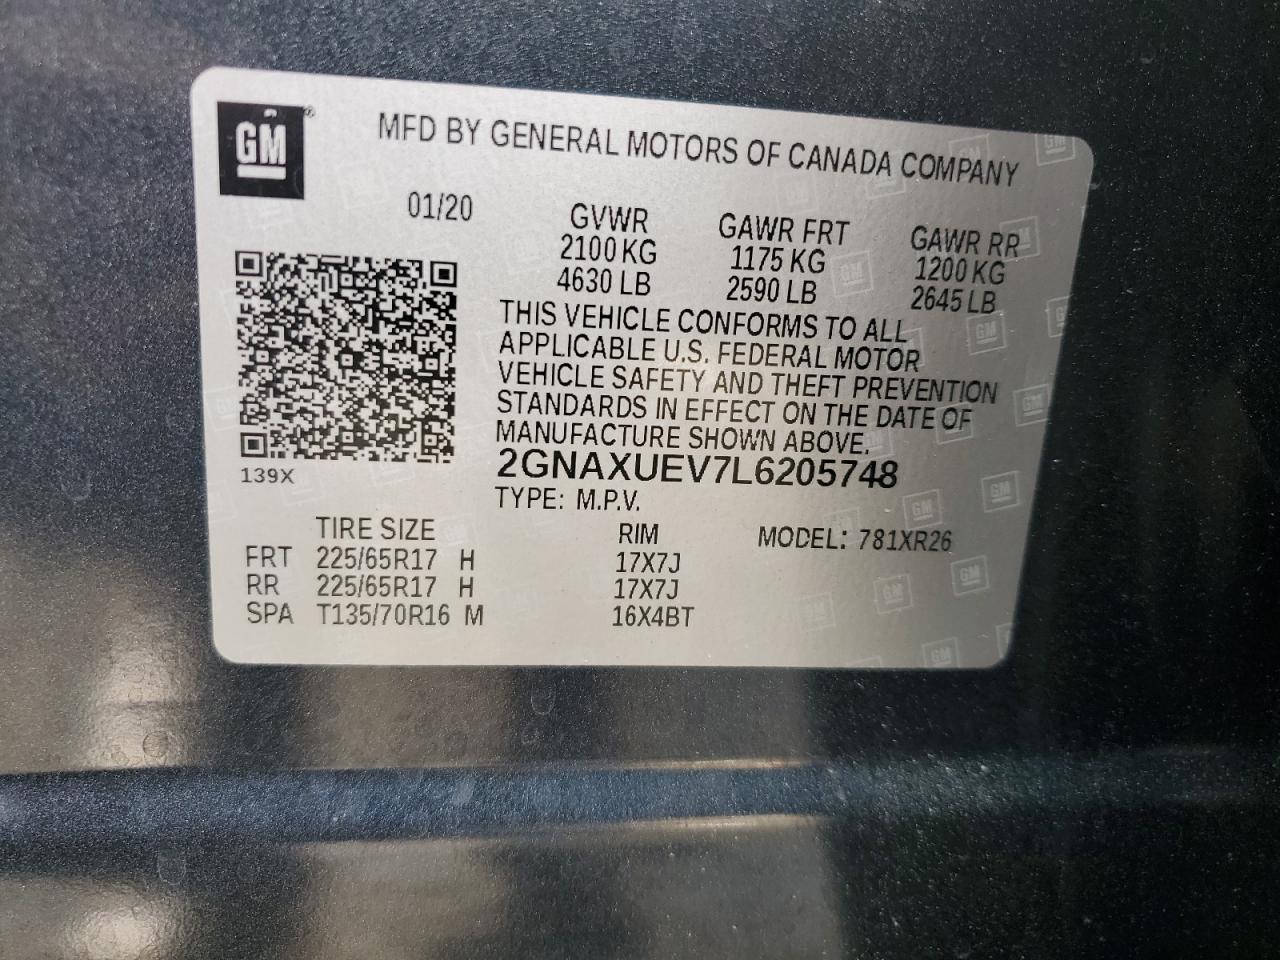 GM®
MFD BY GENERAL MOTORS OF CANADA COMPANY
01/20
GVWR GAWR FRT GAWR RR
2100 KG 1175 KG 1200 KG
4630 LB 2590 LB 2645 LB
THIS VEHICLE CONFORMS TO ALL
APPLICABLE U.S. FEDERAL MOTOR
VEHICLE SAFETY AND THEFT PREVENTION
STANDARDS IN EFFECT ON THE DATE OF
MANUFACTURE SHOWN ABOVE.
139X
2GNAXUEV7L6205748
TYPE: M.P.V.
TIRE SIZE RIM MODEL: 781XR26
FRT 225/65R17 H 17X7J
RR 225/65R17 H 17X7J
SPA T135/70R16 M 16X4BT